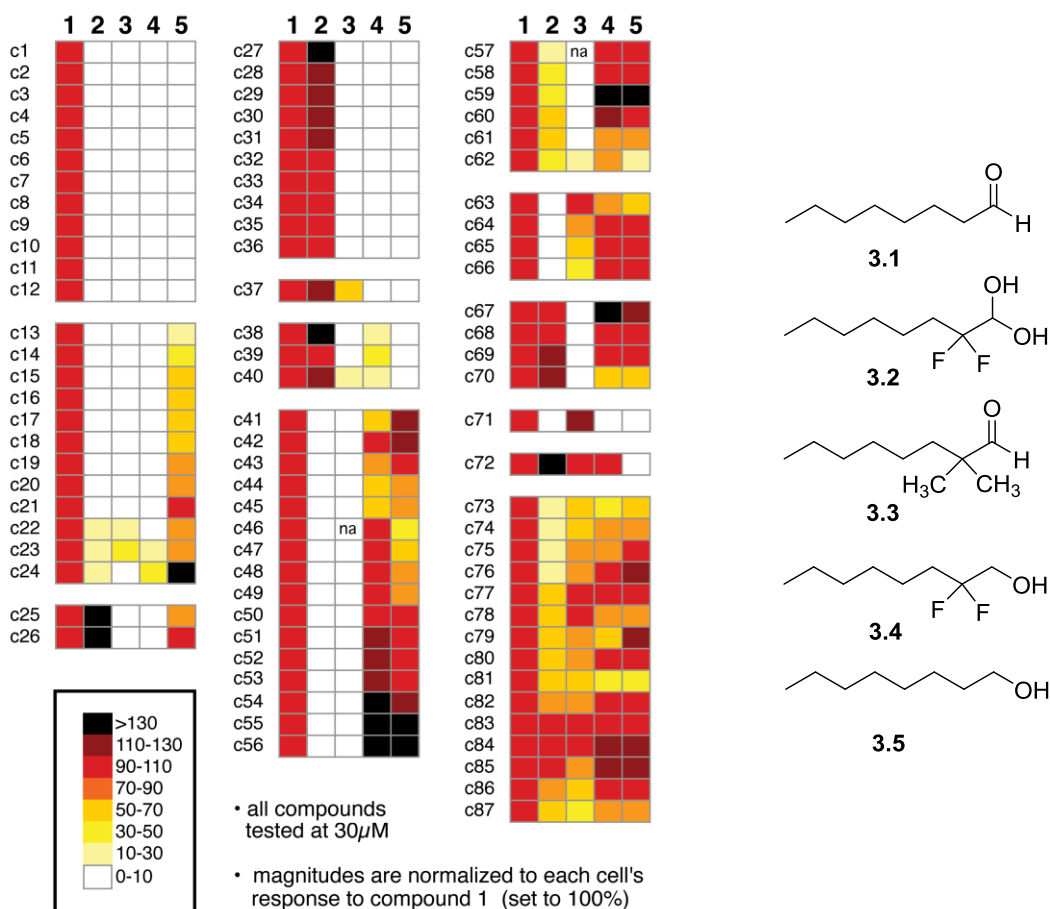 1 2 3 4 5
c1
c2
c3
c4
c5
c6
c7
c8
c9
c10
c11
c12
c13
c14
c15
c16
c17
c18
c19
c20
c21
c22
c23
c24
c25
c26
>130
110-130
90-110
70-90
50-70
30-50
10-30
0-10
1 2 3 4 5
c27
c28
c29
c30
c31
c32
c33
c34
c35
c36
c37
c38
c39
c40
c41
c42
c43
c44
c45
c46 na
c47
c48
c49
c50
c51
c52
c53
c54
c55
c56
• all compounds
tested at 30µM
• magnitudes are normalized to each cell's
response to compound 1 (set to 100%)
1 2 3 4 5
c57 na
c58
c59
c60
c61
c62
c63
c64
c65
c66
c67
c68
c69
c70
c71
c72
c73
c74
c75
c76
c77
c78
c79
c80
c81
c82
c83
c84
c85
c86
c87
O
H
3.1
OH
OH
F F
3.2
O
H
H₃C CH₃
3.3
OH
F F
3.4
OH
3.5